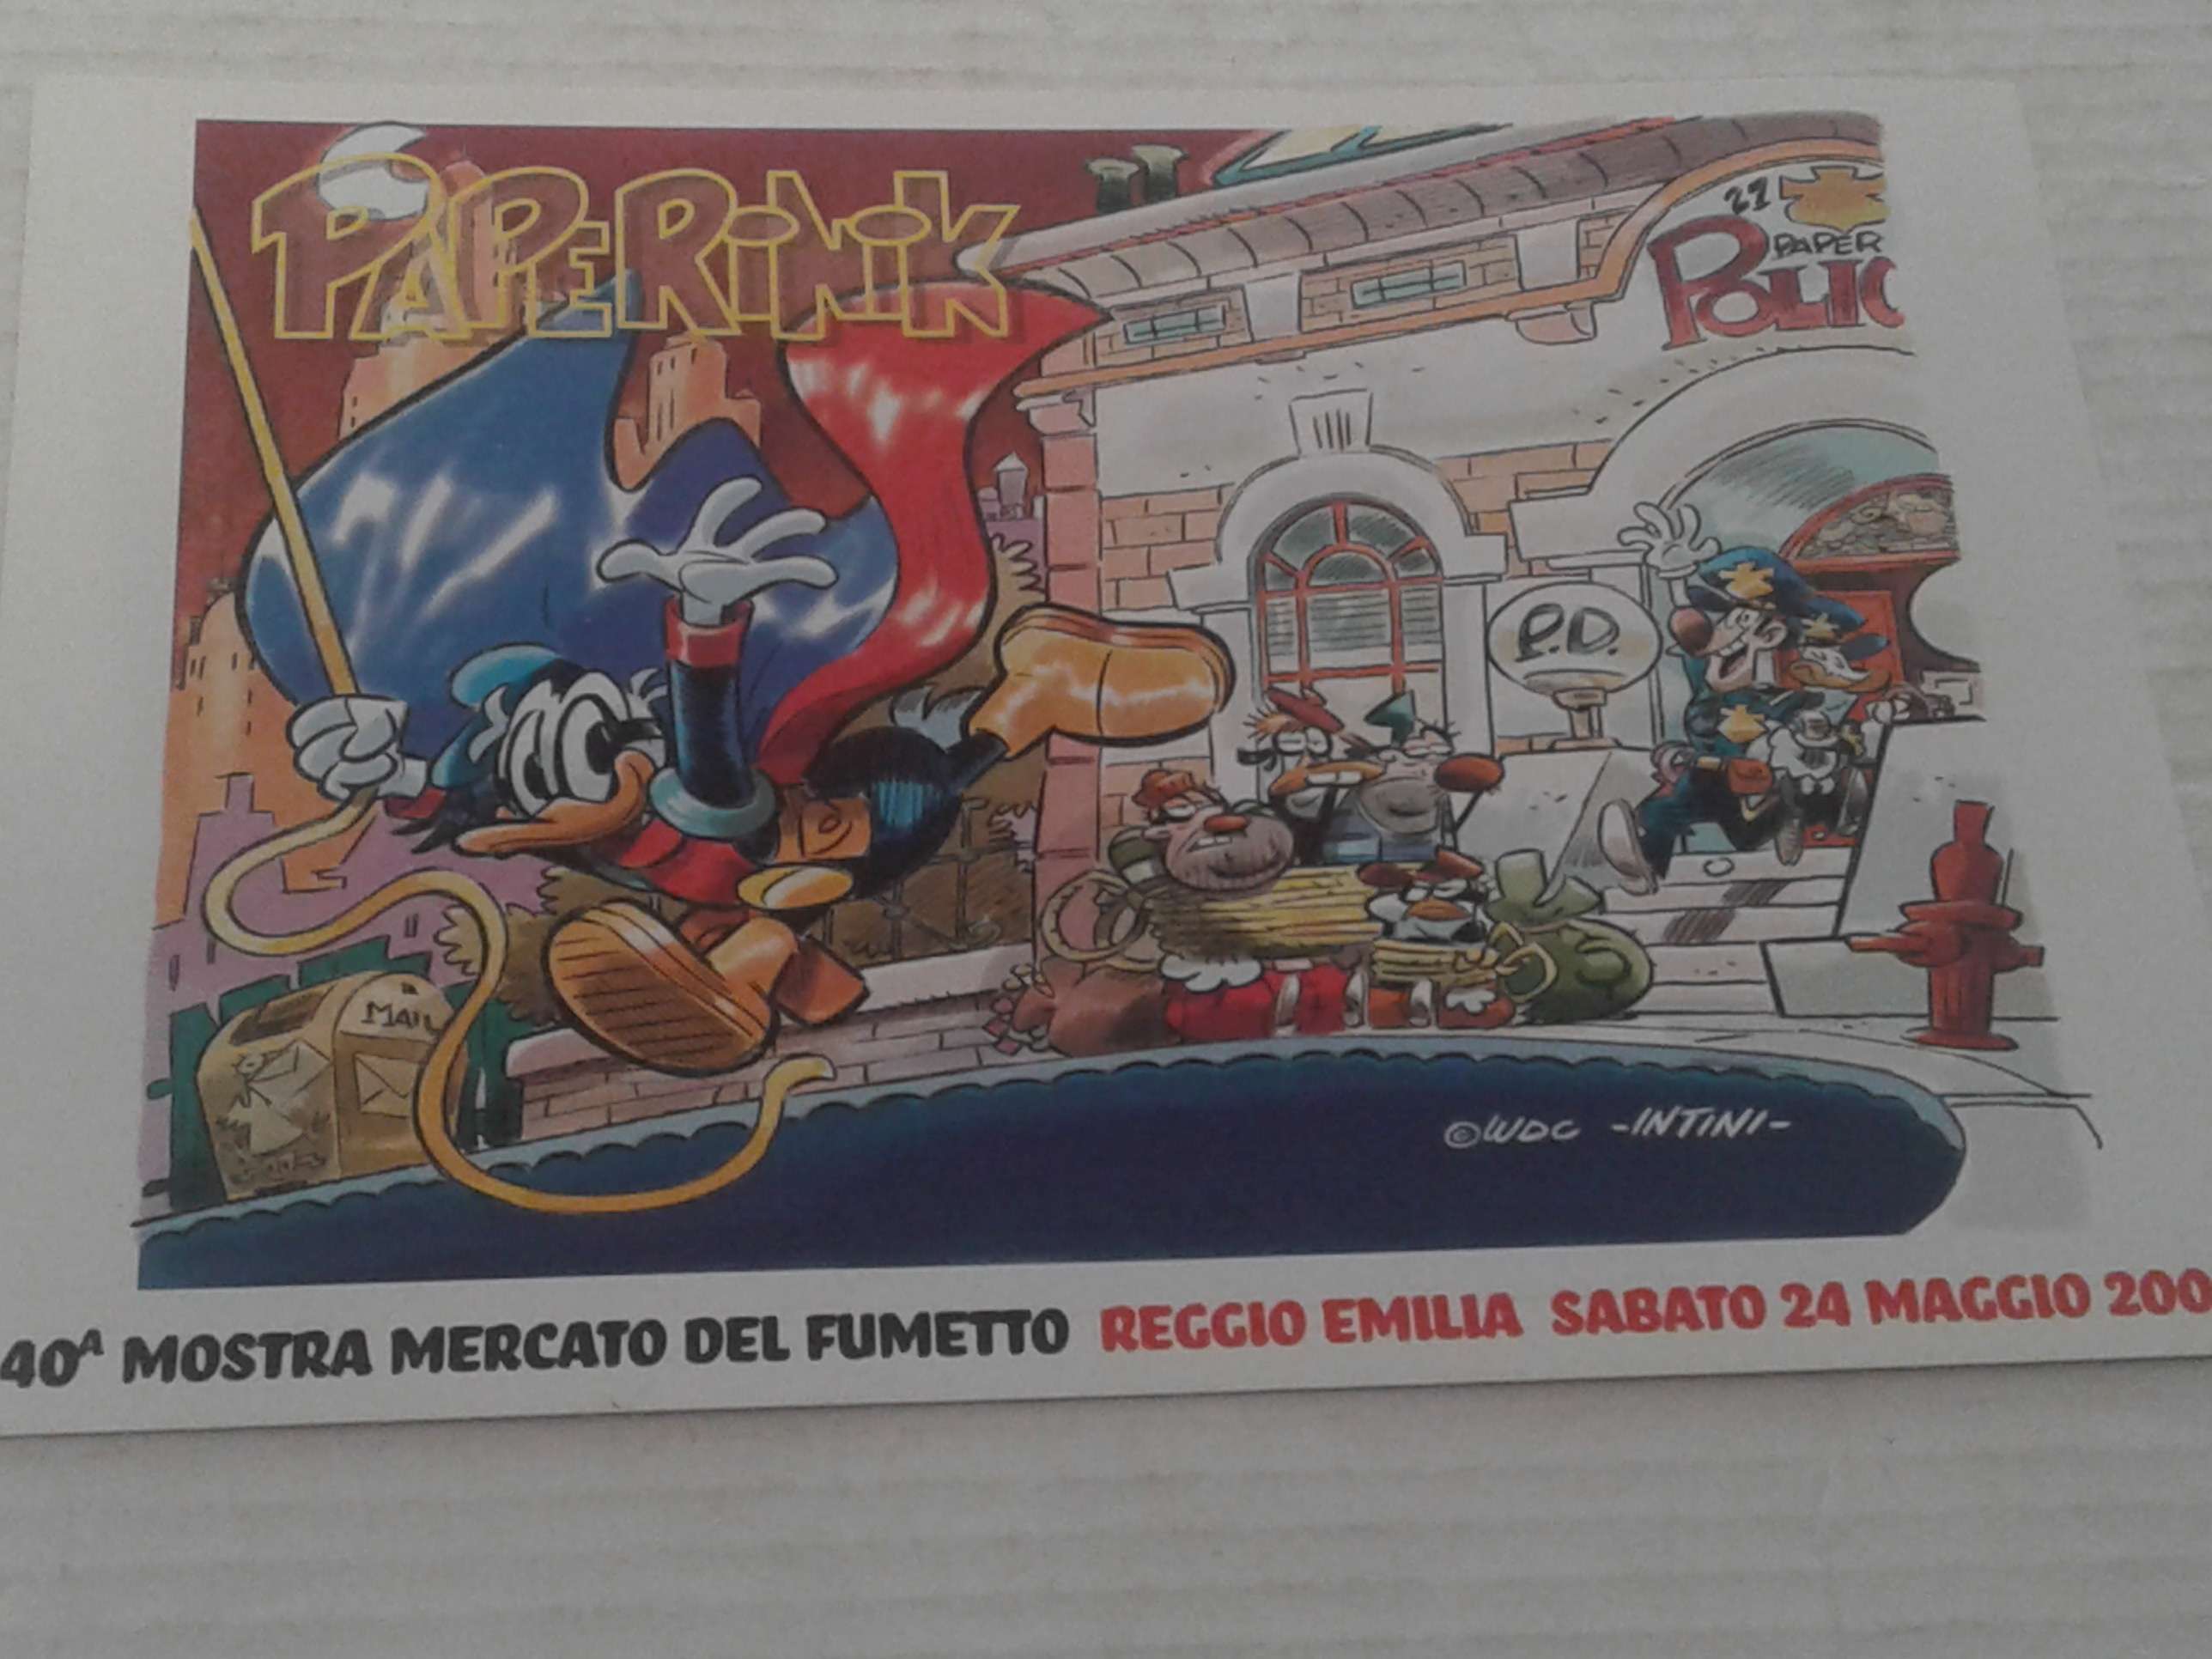 PAPERINIK
21
PAPER
POLIC
P.D.
MAIL
©WDC -INTINI-
40ᴬ MOSTRA MERCATO DEL FUMETTO REGGIO EMILIA SABATO 24 MAGGIO 200